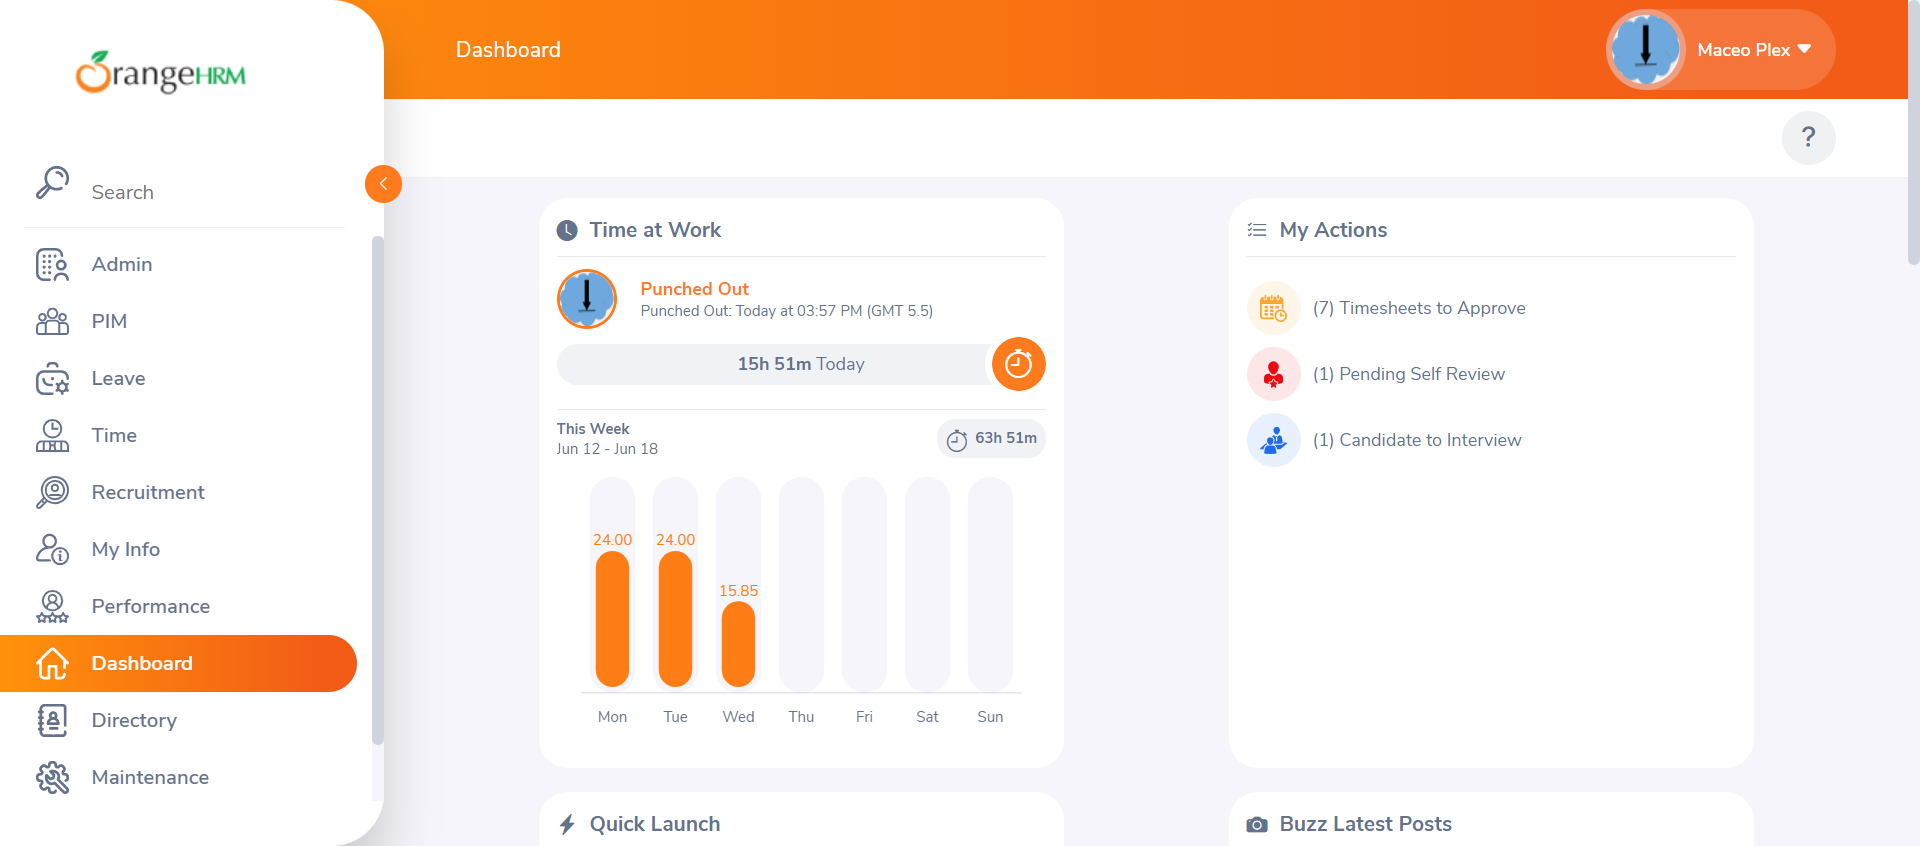 OrangeHRM
Search
Admin
PIM
Leave
Time
Recruitment
My Info
Performance
Dashboard
Directory
Maintenance
Dashboard
Maceo Plex
?
Time at Work
Punched Out
Punched Out: Today at 03:57 PM (GMT 5.5)
15h 51m Today
This Week
Jun 12 - Jun 18
63h 51m
24.00 24.00 15.85
Mon Tue Wed Thu Fri Sat Sun
My Actions
(7) Timesheets to Approve
(1) Pending Self Review
(1) Candidate to Interview
Quick Launch
Buzz Latest Posts